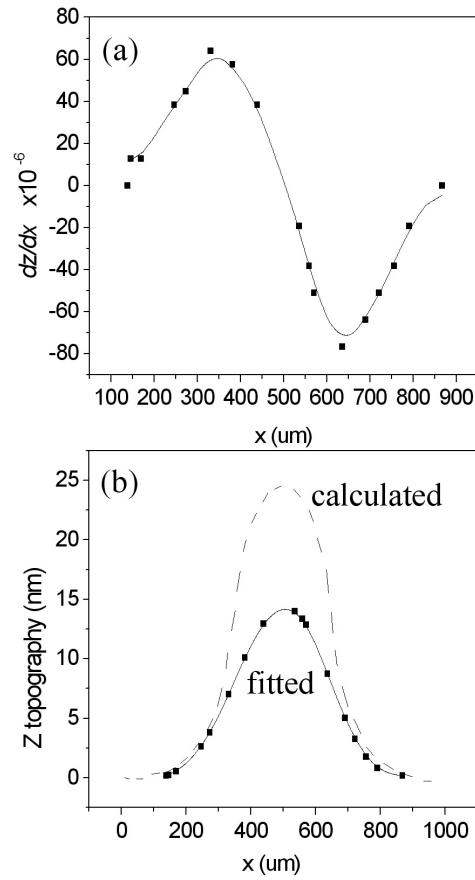 (a)
80
60
40
20
0
-20
-40
-60
-80
dz/dx x10⁻⁶
100 200 300 400 500 600 700 800 900
x (um)
(b)
25
20
15
10
5
0
Z topography (nm)
calculated
fitted
0 200 400 600 800 1000
x (um)